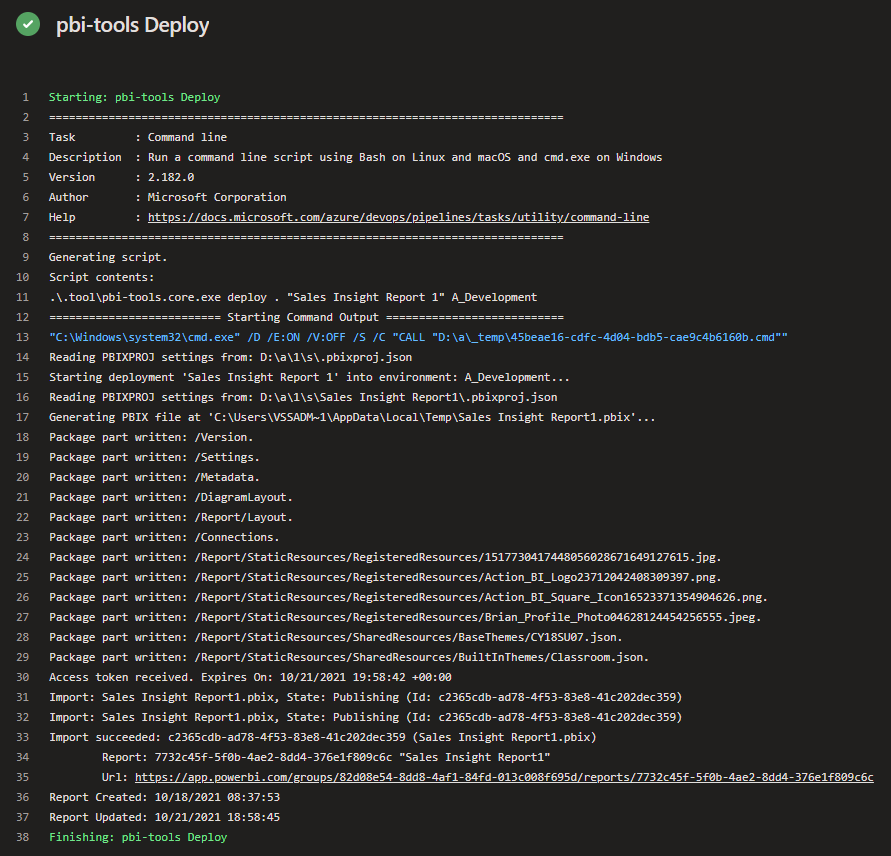 pbi-tools Deploy
1 Starting: pbi-tools Deploy
2 ==============================================================================
3 Task         : Command line
4 Description  : Run a command line script using Bash on Linux and macOS and cmd.exe on Windows
5 Version      : 2.182.0
6 Author       : Microsoft Corporation
7 Help         : https://docs.microsoft.com/azure/devops/pipelines/tasks/utility/command-line
8 ==============================================================================
9 Generating script.
10 Script contents:
11 .\.tool\pbi-tools.core.exe deploy . "Sales Insight Report 1" A_Development
12 ========================== Starting Command Output ===========================
13 "C:\Windows\system32\cmd.exe" /D /E:ON /V:OFF /S /C "CALL "D:\a\_temp\45beae16-cdfc-4d04-bdb5-cae9c4b6160b.cmd""
14 Reading PBIXPROJ settings from: D:\a\1\s\.pbixproj.json
15 Starting deployment 'Sales Insight Report 1' into environment: A_Development...
16 Reading PBIXPROJ settings from: D:\a\1\s\Sales Insight Report1\.pbixproj.json
17 Generating PBIX file at 'C:\Users\VSSADM~1\AppData\Local\Temp\Sales Insight Report1.pbix'...
18 Package part written: /Version.
19 Package part written: /Settings.
20 Package part written: /Metadata.
21 Package part written: /DiagramLayout.
22 Package part written: /Report/Layout.
23 Package part written: /Connections.
24 Package part written: /Report/StaticResources/RegisteredResources/15177304174480560286716491​27615.jpg.
25 Package part written: /Report/StaticResources/RegisteredResources/Action_BI_Logo23712042408309397.png.
26 Package part written: /Report/StaticResources/RegisteredResources/Action_BI_Square_Icon16523371354904626.png.
27 Package part written: /Report/StaticResources/RegisteredResources/Brian_Profile_Photo04628124454256555.jpeg.
28 Package part written: /Report/StaticResources/SharedResources/BaseThemes/CY18SU07.json.
29 Package part written: /Report/StaticResources/SharedResources/BuiltInThemes/Classroom.json.
30 Access token received. Expires On: 10/21/2021 19:58:42 +00:00
31 Import: Sales Insight Report1.pbix, State: Publishing (Id: c2365cdb-ad78-4f53-83e8-41c202dec359)
32 Import: Sales Insight Report1.pbix, State: Publishing (Id: c2365cdb-ad78-4f53-83e8-41c202dec359)
33 Import succeeded: c2365cdb-ad78-4f53-83e8-41c202dec359 (Sales Insight Report1.pbix)
34         Report: 7732c45f-5f0b-4ae2-8dd4-376e1f809c6c "Sales Insight Report1"
35         Url: https://app.powerbi.com/groups/82d08e54-8dd8-4af1-84fd-013c008f695d/reports/7732c45f-5f0b-4ae2-8dd4-376e1f809c6c
36 Report Created: 10/18/2021 08:37:53
37 Report Updated: 10/21/2021 18:58:45
38 Finishing: pbi-tools Deploy